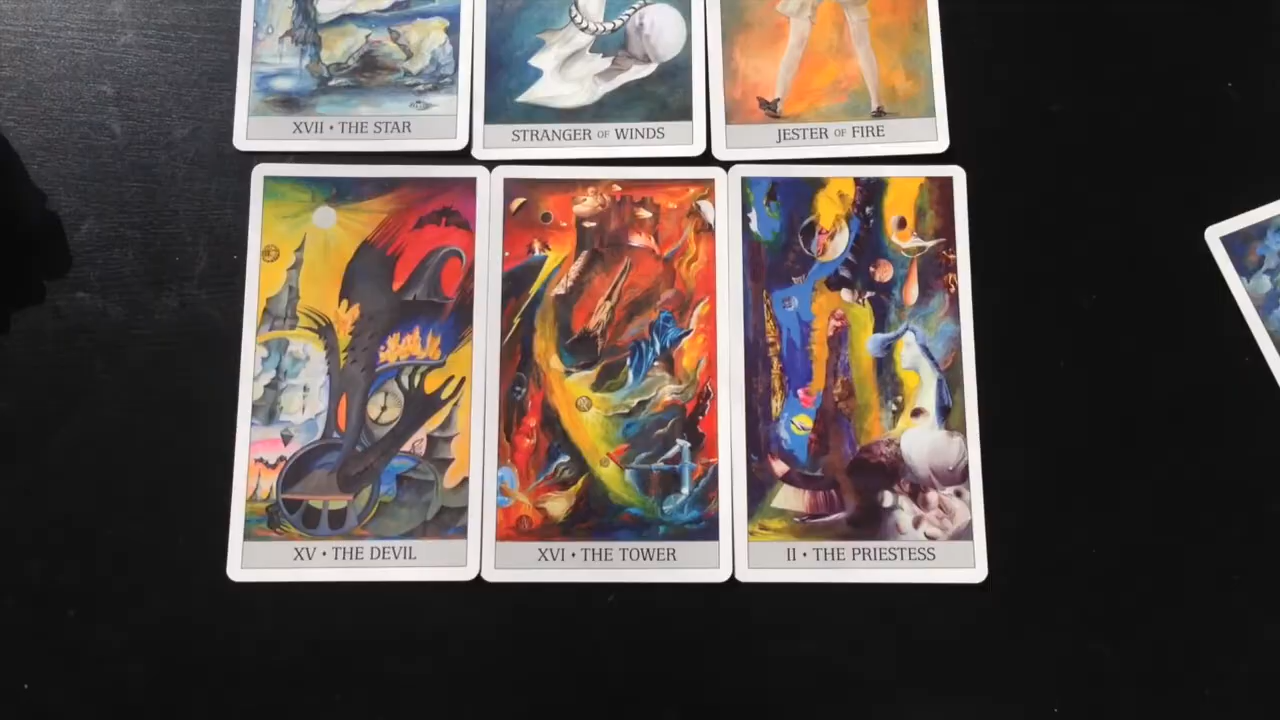 XVII • THE STAR
STRANGER OF WINDS
JESTER OF FIRE
XV • THE DEVIL
XVI • THE TOWER
II • THE PRIESTESS